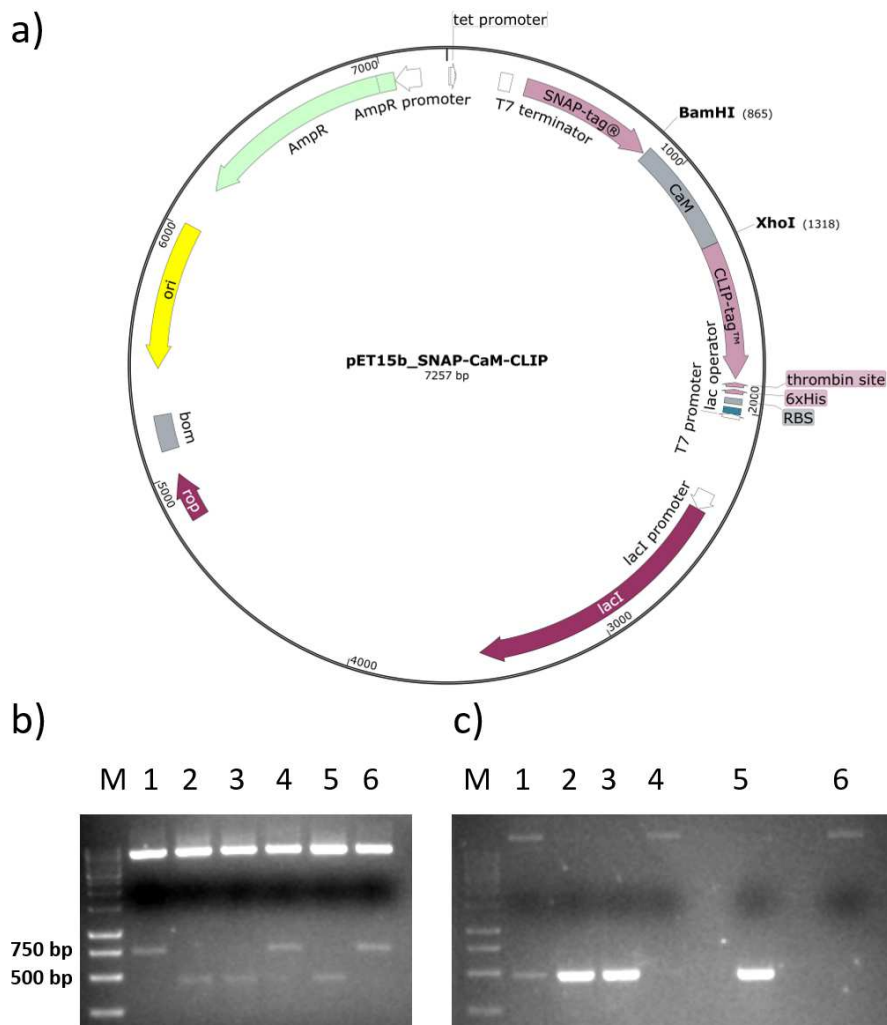 a)
tet promoter
7000
AmpR promoter
AmpR
T7 terminator
SNAP-tag®
BamHI (865)
1000
CaM
XhoI (1318)
6000
ori
CLIP-tag™
pET15b_SNAP-CaM-CLIP
7257 bp
lac operator
thrombin site
6xHis
2000
RBS
T7 promoter
bom
5000
rop
lacI promoter
lacI
3000
4000
b)
M 1 2 3 4 5 6
750 bp
500 bp
c)
M 1 2 3 4 5 6